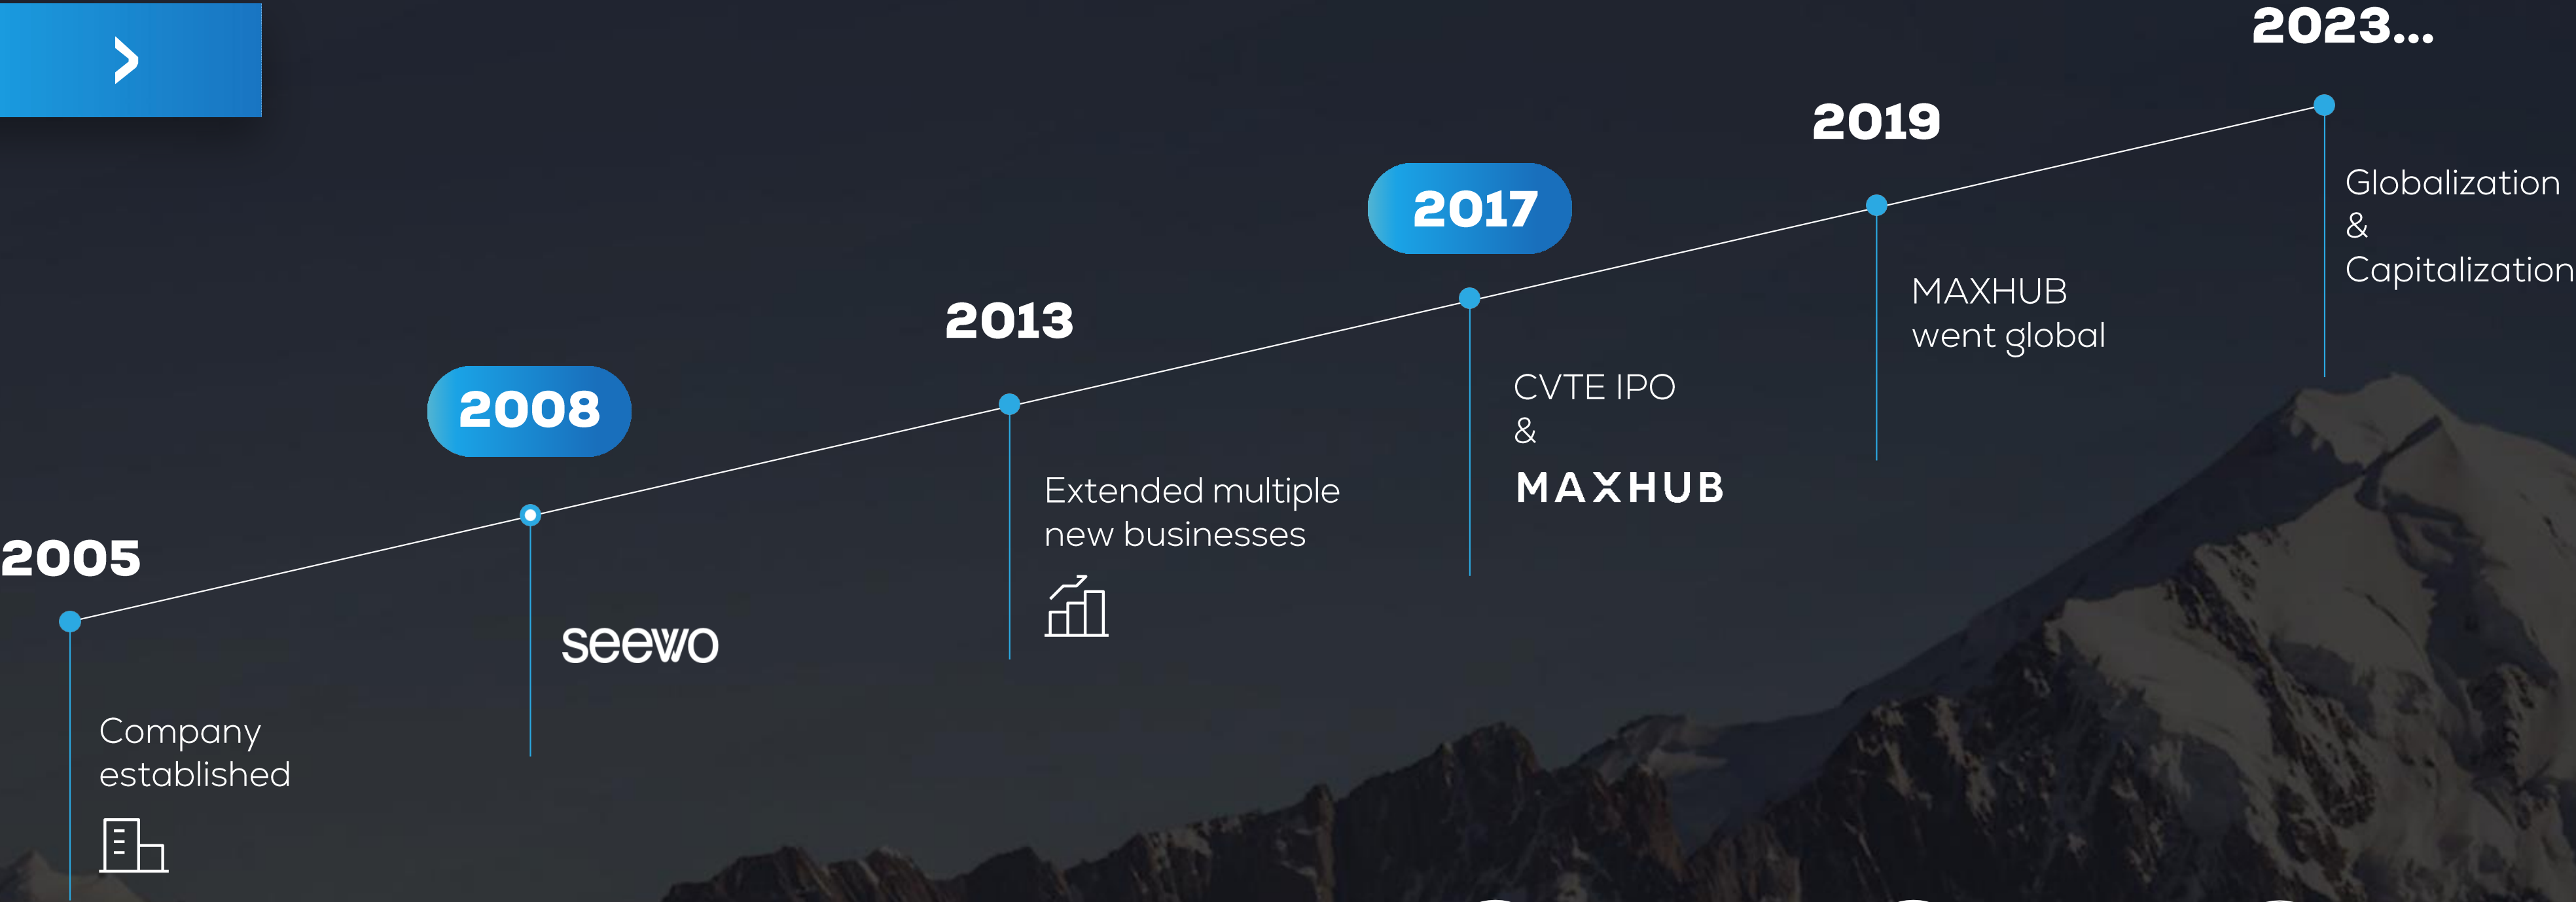 2005
Company
established
2008
seewo
2013
Extended multiple
new businesses
2017
CVTE IPO
&
MAXHUB
2019
MAXHUB
went global
2023...
Globalization
&
Capitalization